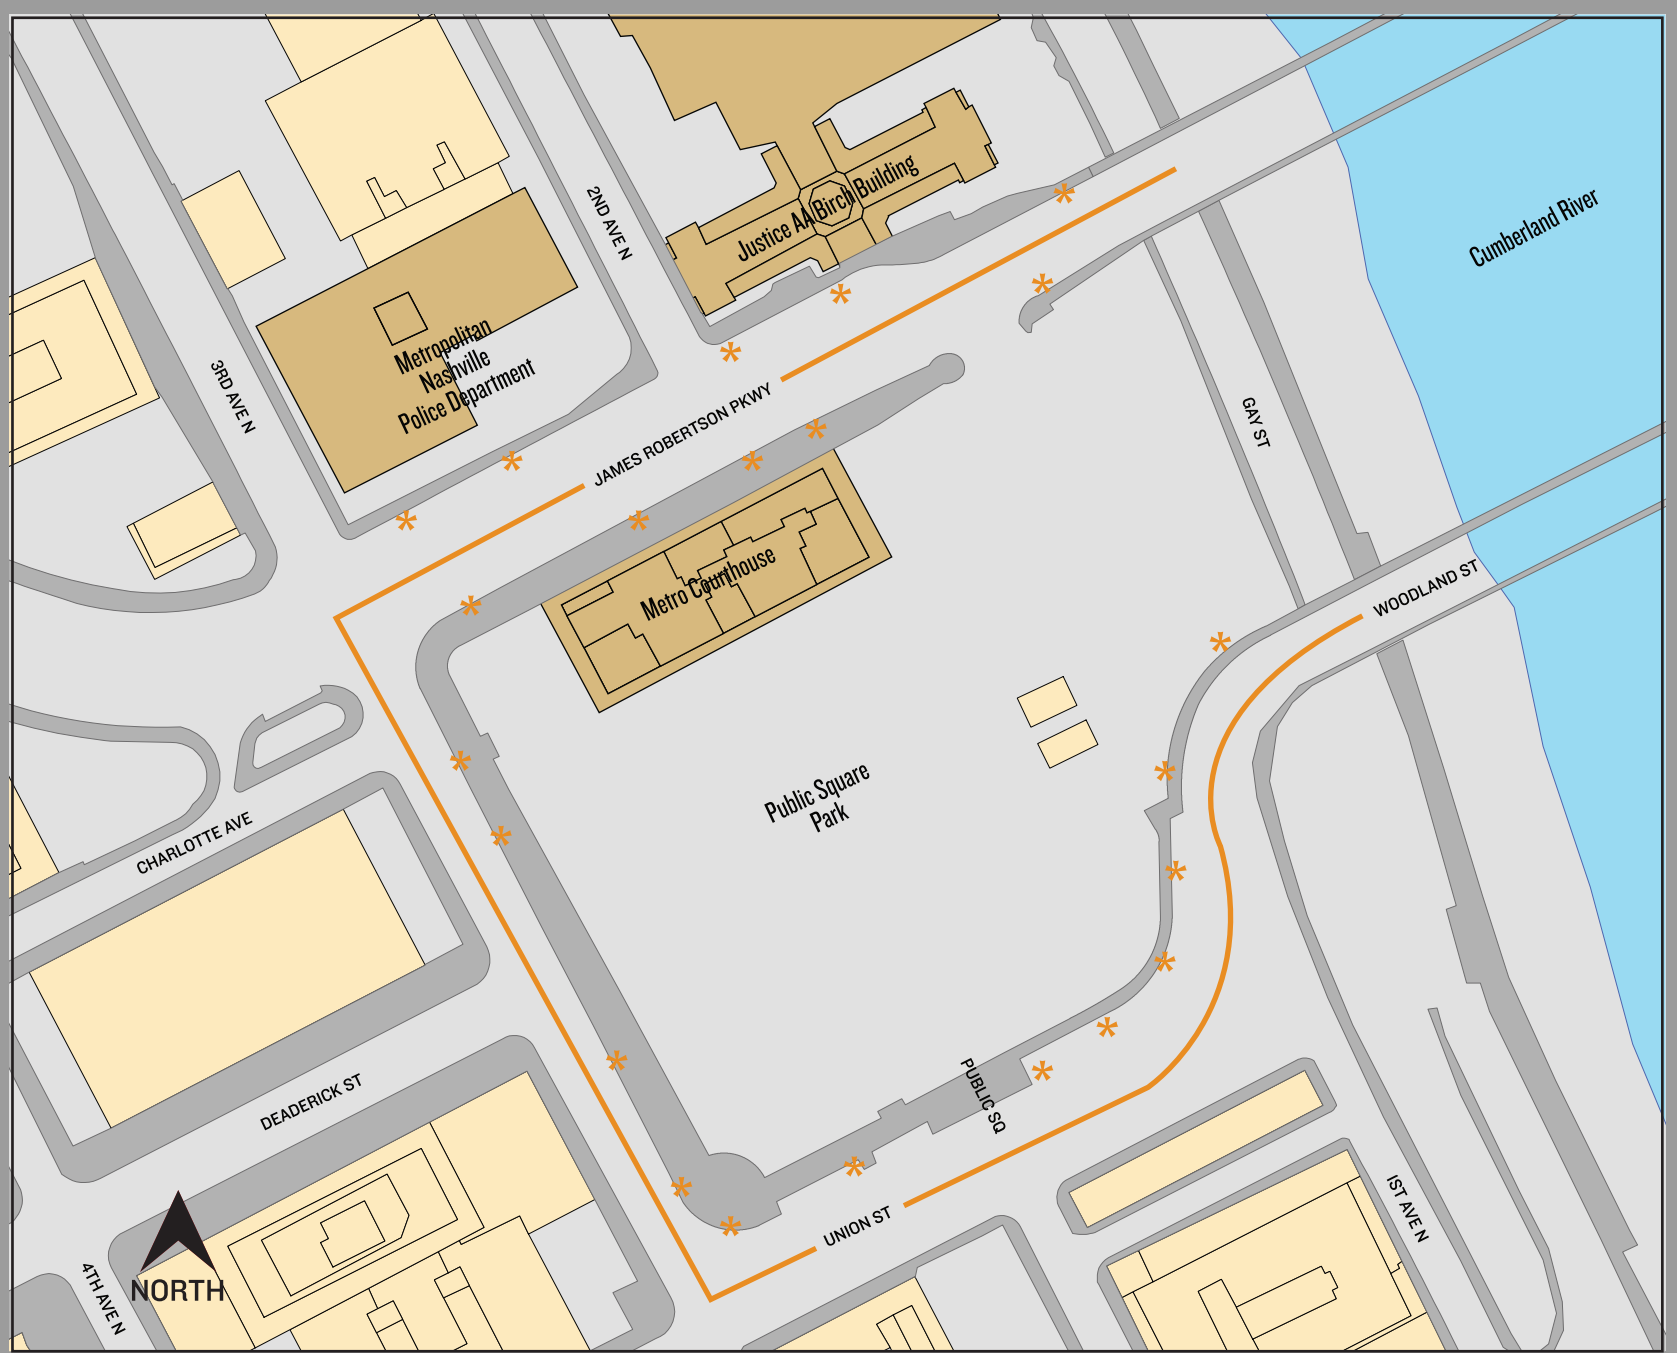 2ND AVE N
Justice AA Birch Building
Cumberland River
Metropolitan
Nashville
Police Department
3RD AVE N
JAMES ROBERTSON PKWY
GAY ST
Metro Courthouse
WOODLAND ST
Public Square
Park
CHARLOTTE AVE
DEADERICK ST
PUBLIC SQ
UNION ST
1ST AVE N
4TH AVE N
NORTH